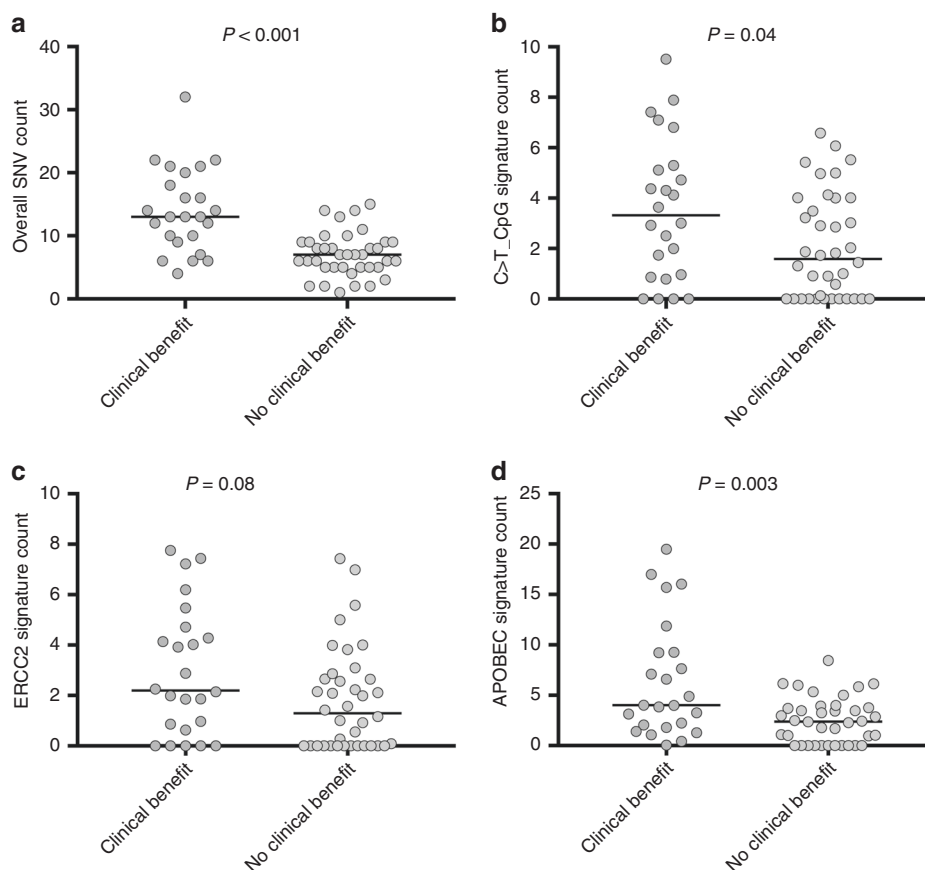 a
P < 0.001
Overall SNV count
40
30
20
10
0
Clinical benefit
No clinical benefit
b
P = 0.04
C>T_CpG signature count
10
8
6
4
2
0
Clinical benefit
No clinical benefit
c
P = 0.08
ERCC2 signature count
10
8
6
4
2
0
Clinical benefit
No clinical benefit
d
P = 0.003
APOBEC signature count
25
20
15
10
5
0
Clinical benefit
No clinical benefit